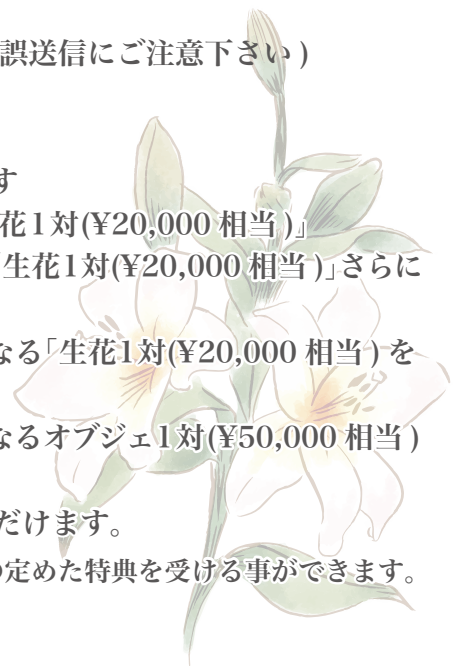 誤送信にご注意下さい )
す
花１対(¥20,000 相当 )」
「生花１対(¥20,000 相当 )」さらに
なる「生花1対(¥20,000 相当 ) を
なるオブジェ１対(¥50,000 相当 )
だけます。
の定めた特典を受ける事ができます。